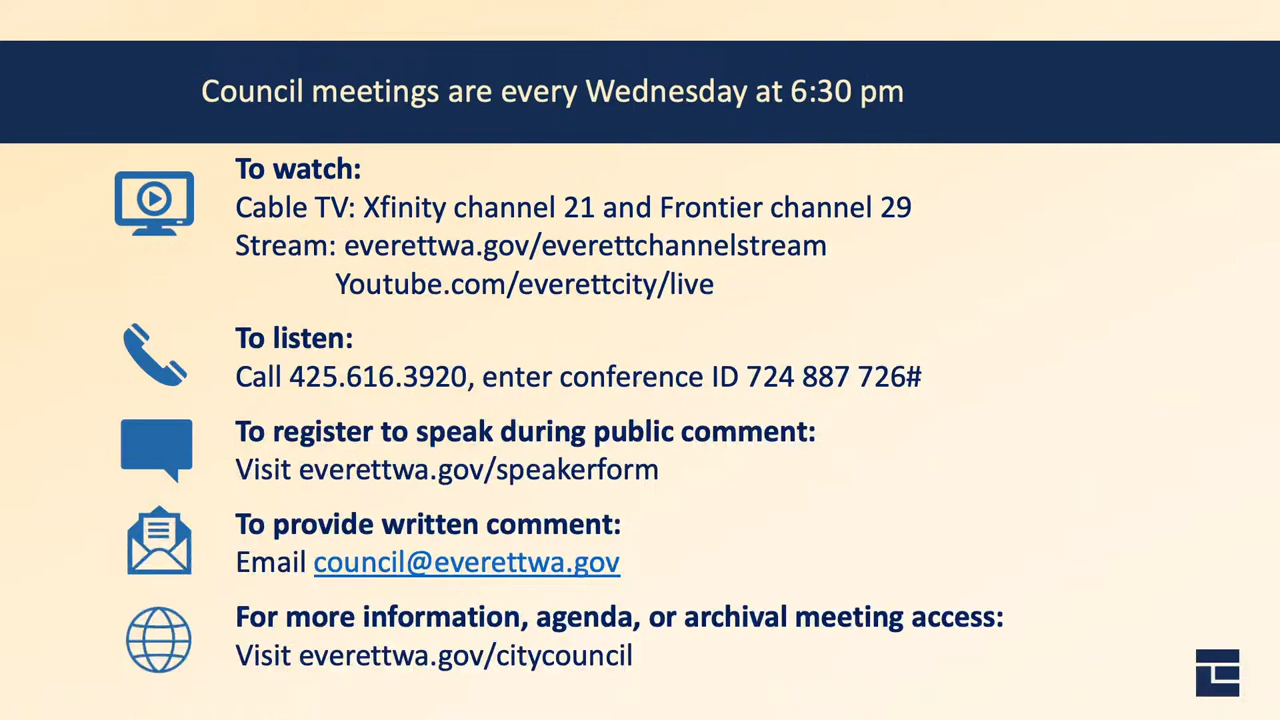 Council meetings are every Wednesday at 6:30 pm
To watch:
Cable TV: Xfinity channel 21 and Frontier channel 29
Stream: everettwa.gov/everettchannelstream
Youtube.com/everettcity/live
To listen:
Call 425.616.3920, enter conference ID 724 887 726#
To register to speak during public comment:
Visit everettwa.gov/speakerform
To provide written comment:
Email council@everettwa.gov
For more information, agenda, or archival meeting access:
Visit everettwa.gov/citycouncil